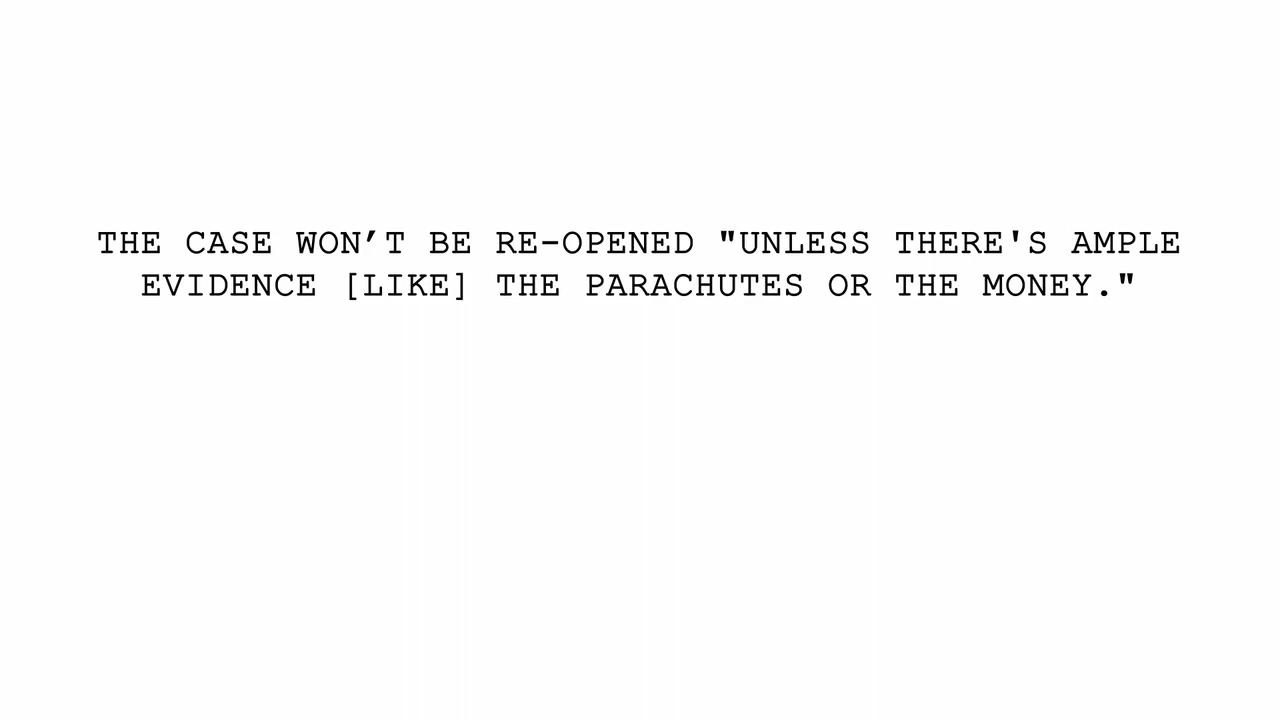 THE CASE WON’T BE RE-OPENED "UNLESS THERE'S AMPLE
EVIDENCE [LIKE] THE PARACHUTES OR THE MONEY."